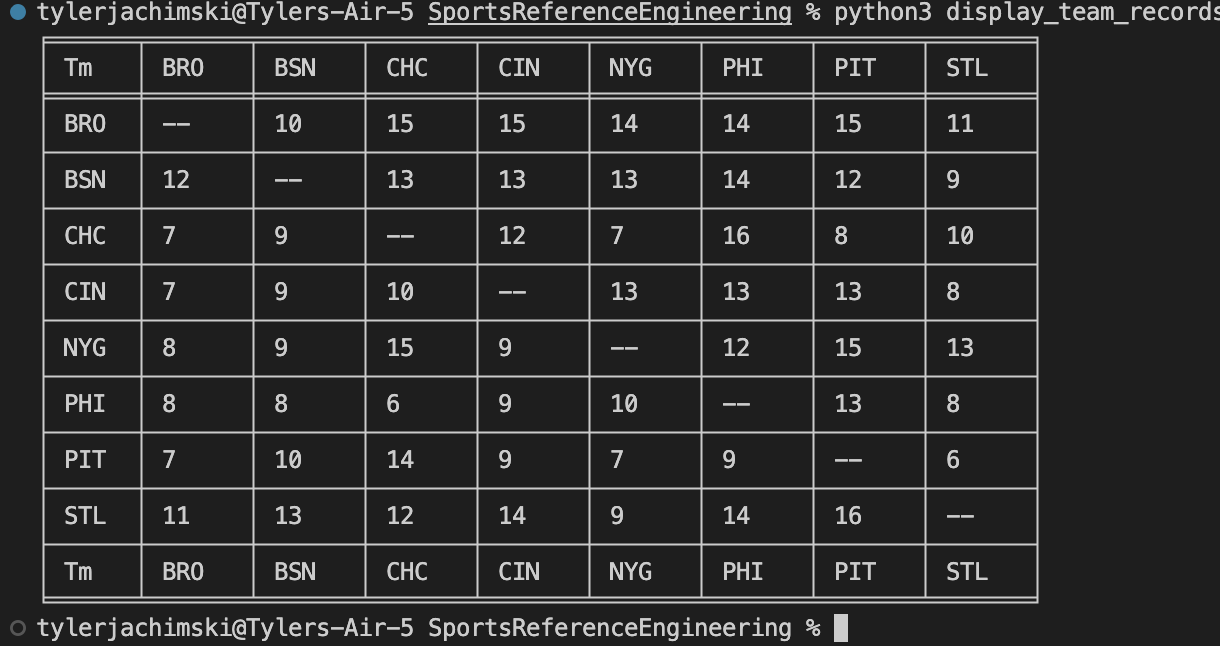 tylerjachimski@Tylers-Air-5 SportsReferenceEngineering % python3 display_team_records
Tm BRO BSN CHC CIN NYG PHI PIT STL
BRO -- 10 15 15 14 14 15 11
BSN 12 -- 13 13 13 14 12 9
CHC 7 9 -- 12 7 16 8 10
CIN 7 9 10 -- 13 13 13 8
NYG 8 9 15 9 -- 12 15 13
PHI 8 8 6 9 10 -- 13 8
PIT 7 10 14 9 7 9 -- 6
STL 11 13 12 14 9 14 16 --
Tm BRO BSN CHC CIN NYG PHI PIT STL
tylerjachimski@Tylers-Air-5 SportsReferenceEngineering %